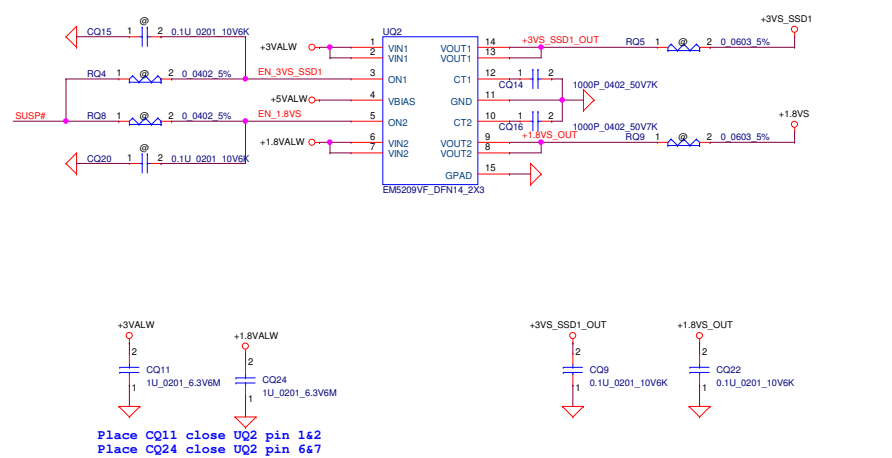 +3VS_SSD1
@
CQ15 1 2 0.1U_0201_10V6K
UQ2
+3VALW 1 VIN1 VOUT1 14 +3VS_SSD1_OUT RQ5 1 @ 2 0_0603_5%
2 VIN1 VOUT1 13
RQ4 1 @ 2 0_0402_5% EN_3VS_SSD1 3 ON1 CT1 12 1 2
CQ14 1000P_0402_50V7K
+5VALW 4 VBIAS GND 11
SUSP# RQ8 1 @ 2 0_0402_5% EN_1.8VS 5 ON2 CT2 10 1 2 +1.8VS
CQ16 1000P_0402_50V7K
+1.8VALW 6 VIN2 VOUT2 9 +1.8VS_OUT RQ9 1 @ 2 0_0603_5%
7 VIN2 VOUT2 8
@
CQ20 1 2 0.1U_0201_10V6K
GPAD 15
EM5209VF_DFN14_2X3
+3VALW +3VS_SSD1_OUT +1.8VS_OUT
+1.8VALW
2 2 2
2
CQ11 CQ9 CQ22
1U_0201_6.3V6M CQ24 0.1U_0201_10V6K 0.1U_0201_10V6K
1 1U_0201_6.3V6M 1 1
1
Place CQ11 close UQ2 pin 1&2
Place CQ24 close UQ2 pin 6&7